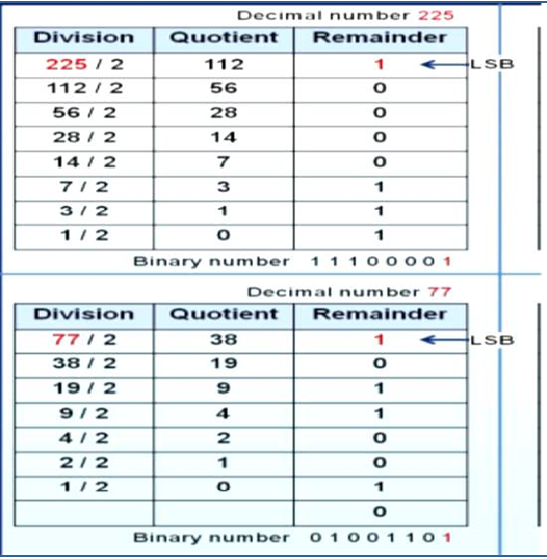 Decimal number 225
Division Quotient Remainder
225 / 2 112 1 LSB
112 / 2 56 0
56 / 2 28 0
28 / 2 14 0
14 / 2 7 0
7 / 2 3 1
3 / 2 1 1
1 / 2 0 1
Binary number 1 1 1 0 0 0 0 1
Decimal number 77
Division Quotient Remainder
77 / 2 38 1 LSB
38 / 2 19 0
19 / 2 9 1
9 / 2 4 1
4 / 2 2 0
2 / 2 1 0
1 / 2 0 1
0
Binary number 0 1 0 0 1 1 0 1